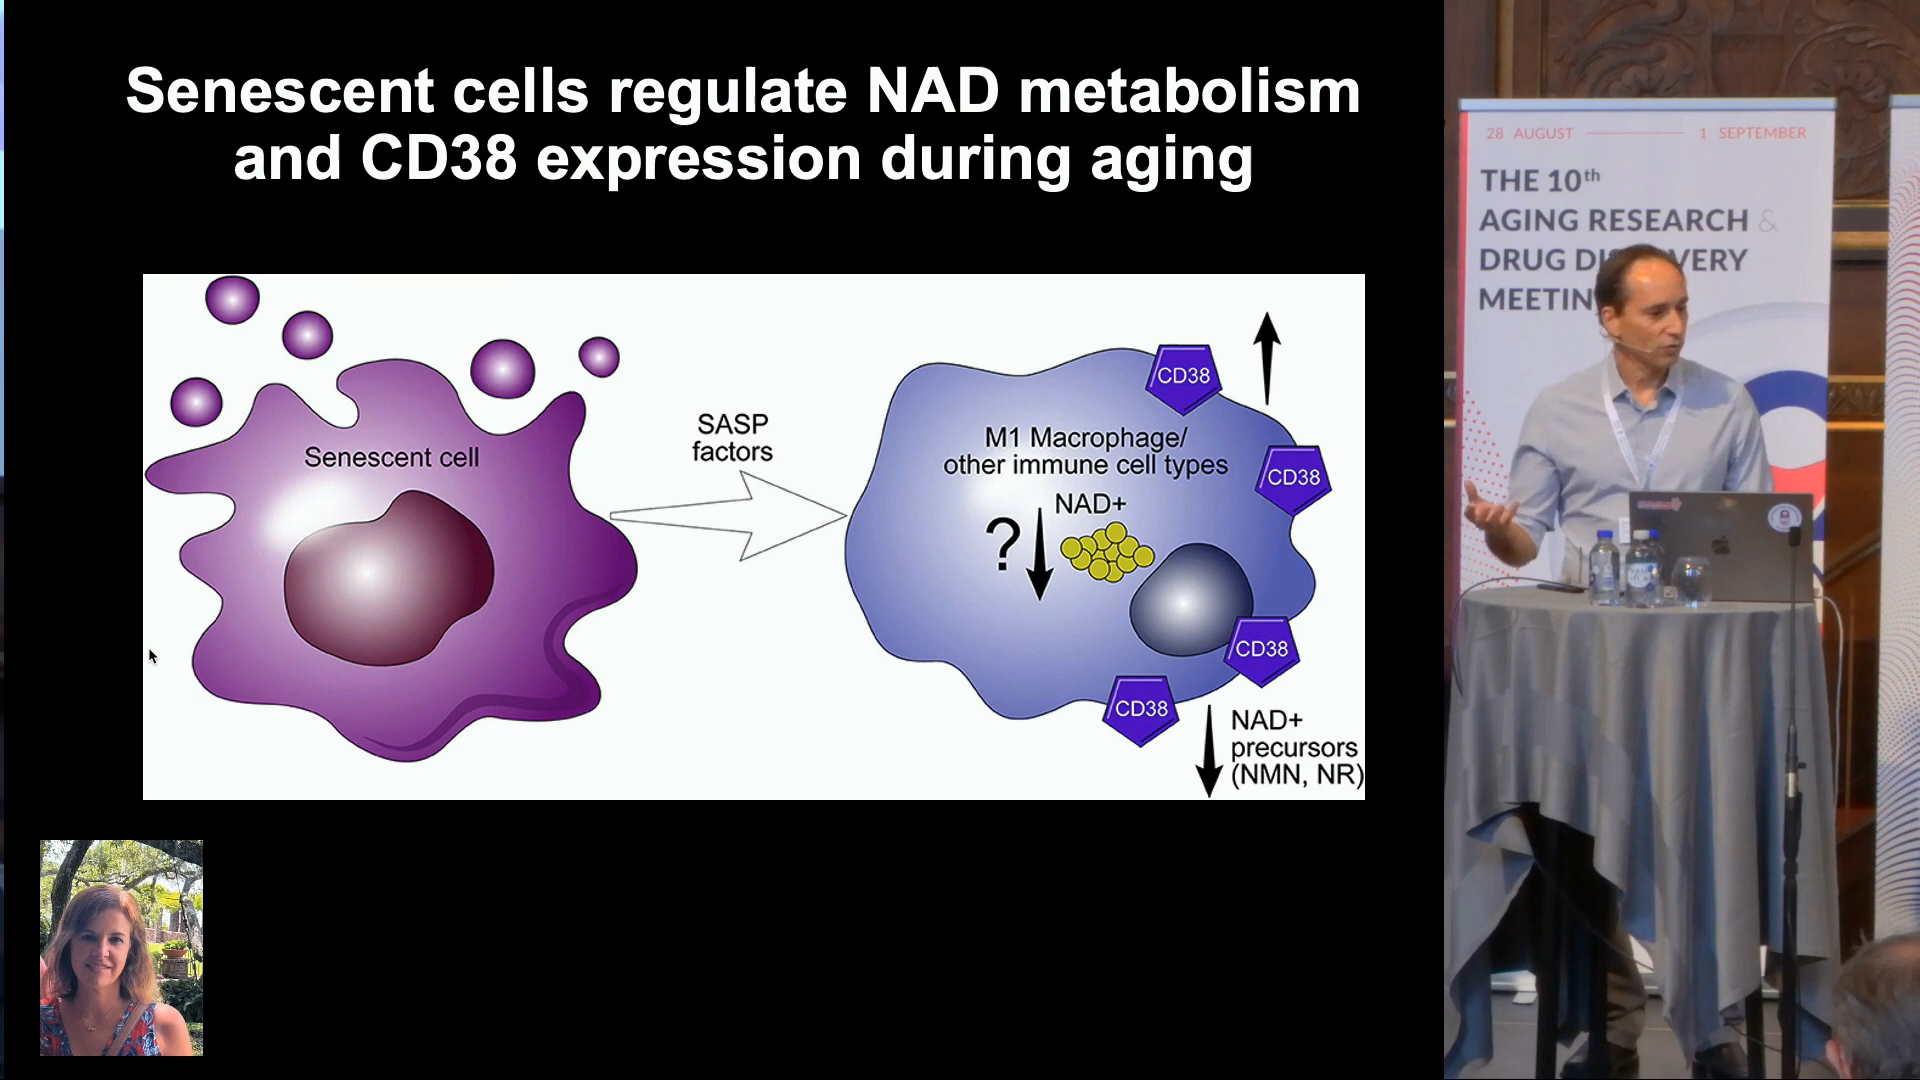 Senescent cells regulate NAD metabolism
and CD38 expression during aging
Senescent cell
SASP
factors
CD38
M1 Macrophage/
other immune cell types
CD38
NAD+
?
CD38
CD38
NAD+
precursors
(NMN, NR)
28 AUGUST
1 SEPTEMBER
THE 10th
AGING RESEARCH &
DRUG
MEETIN